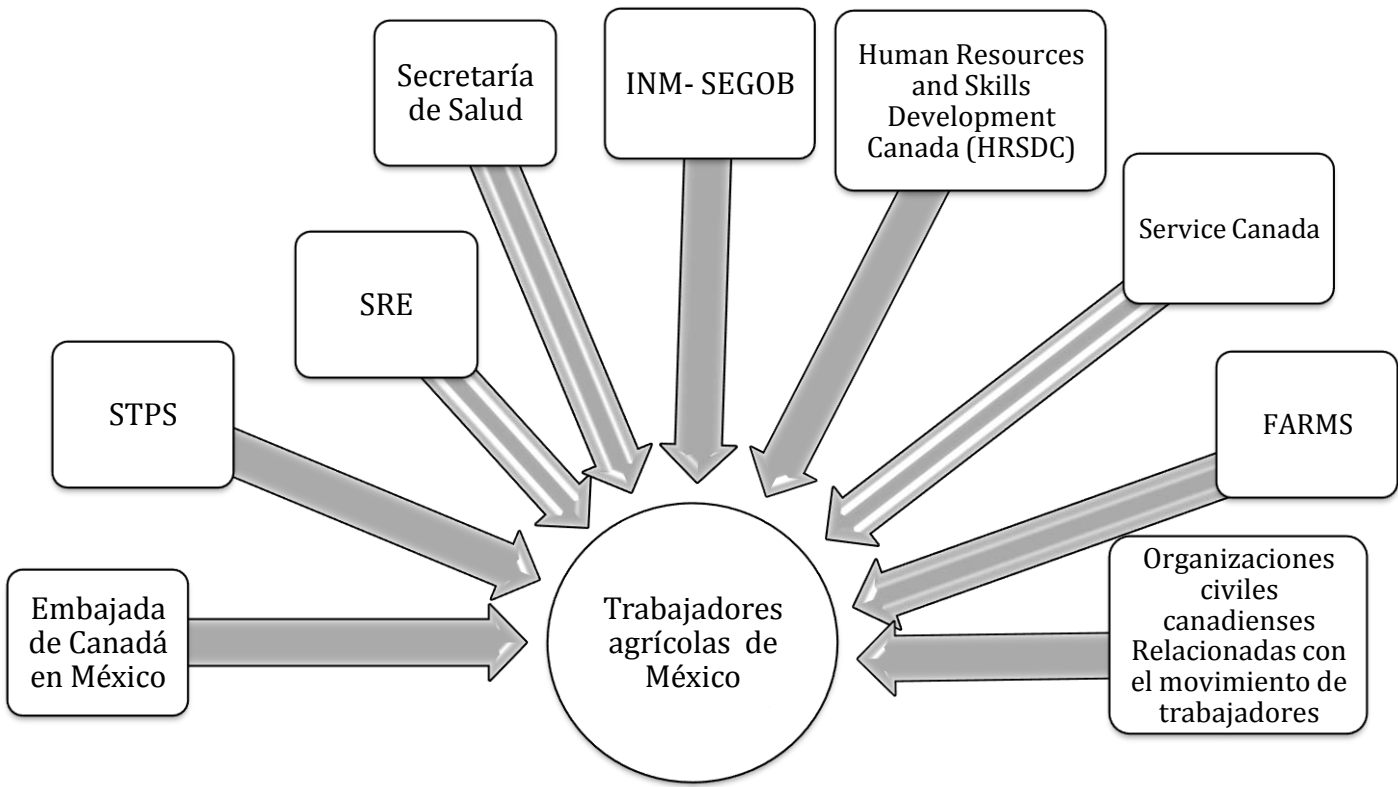 Secretaría
de Salud
INM- SEGOB
Human Resources
and Skills
Development
Canada (HRSDC)
Service Canada
SRE
STPS
FARMS
Embajada
de Canadá
en México
Trabajadores
agrícolas de
México
Organizaciones
civiles
canadienses
Relacionadas con
el movimiento de
trabajadores